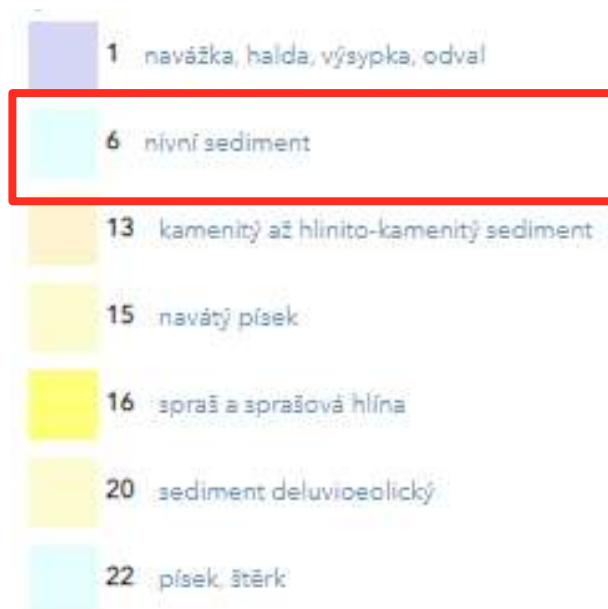 1 navážka, halda, výsypka, odval
6 nivní sediment
13 kamenitý až hlinito-kamenitý sediment
15 navátý písek
16 spraš a sprašová hlína
20 sediment deluvioeolický
22 písek, štěrk